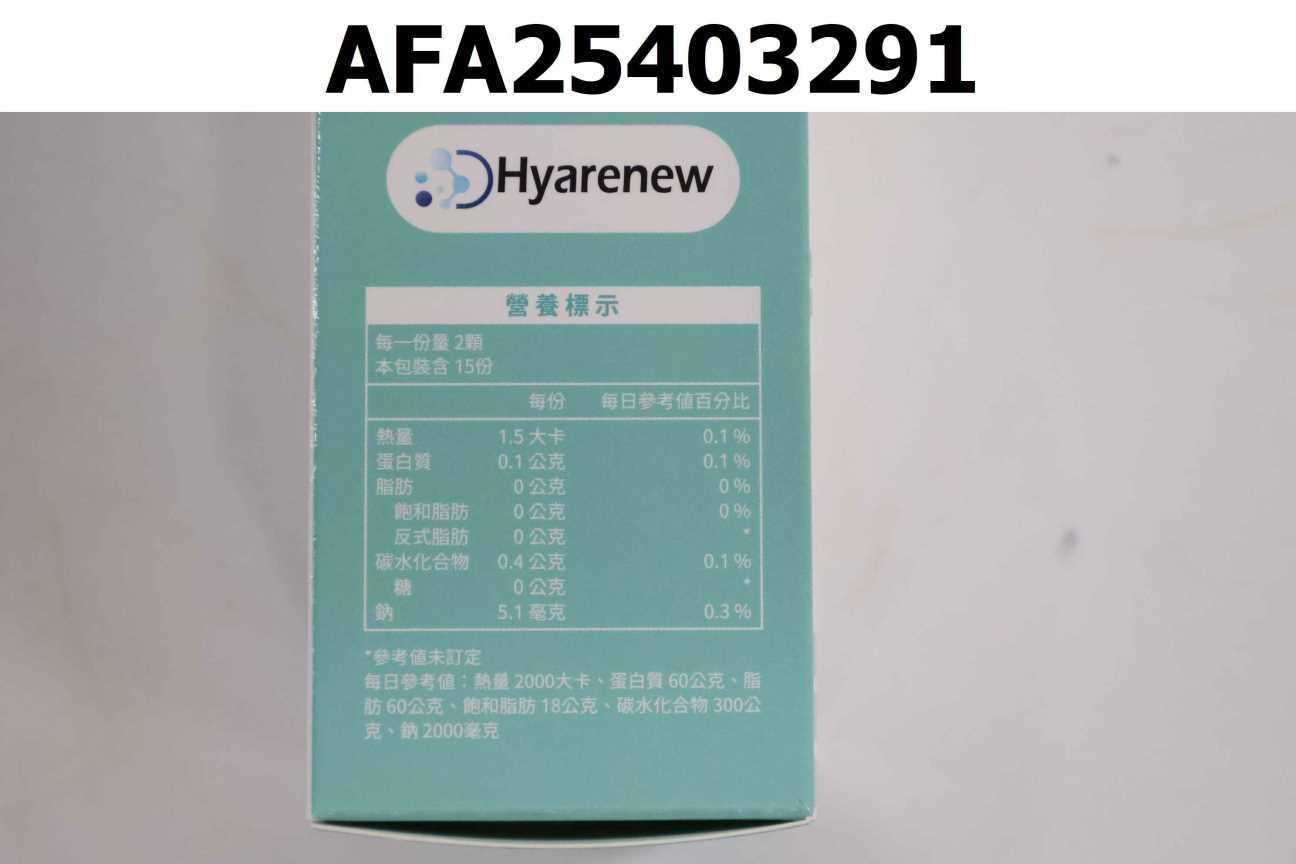 AFA25403291
Hyarenew
營養標示
每一份量 2顆
本包裝含 15份
每份 每日參考值百分比
熱量 1.5 大卡 0.1 %
蛋白質 0.1 公克 0.1 %
脂肪 0 公克 0 %
飽和脂肪 0 公克 0 %
反式脂肪 0 公克 *
碳水化合物 0.4 公克 0.1 %
糖 0 公克 *
鈉 5.1 毫克 0.3 %
*參考值未訂定
每日參考值：熱量 2000大卡、蛋白質 60公克、脂
肪 60公克、飽和脂肪 18公克、碳水化合物 300公
克、鈉 2000毫克